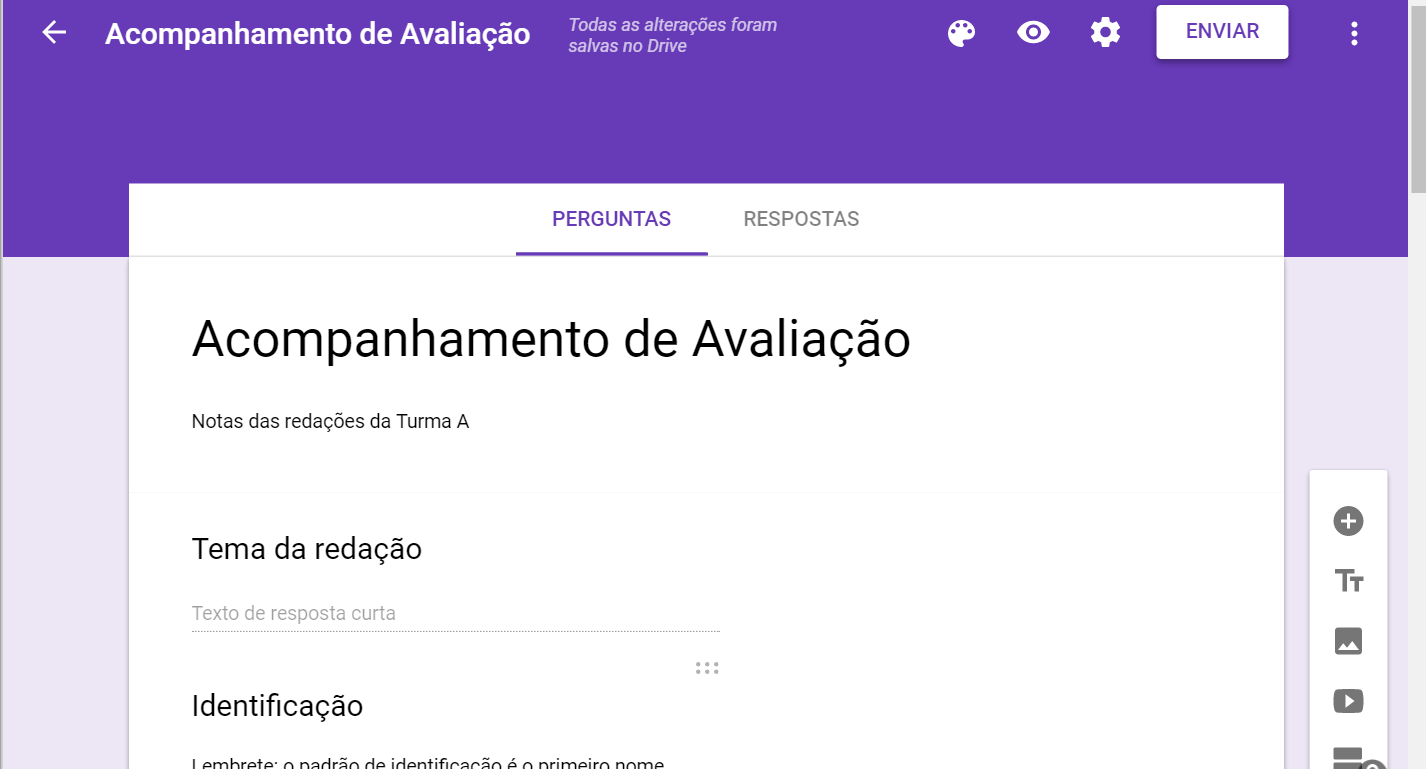 Acompanhamento de Avaliação
Todas as alterações foram
salvas no Drive
ENVIAR
PERGUNTAS
RESPOSTAS
Acompanhamento de Avaliação
Notas das redações da Turma A
Tema da redação
Texto de resposta curta
Identificação
Lembrete: o padrão de identificação é o primeiro nome